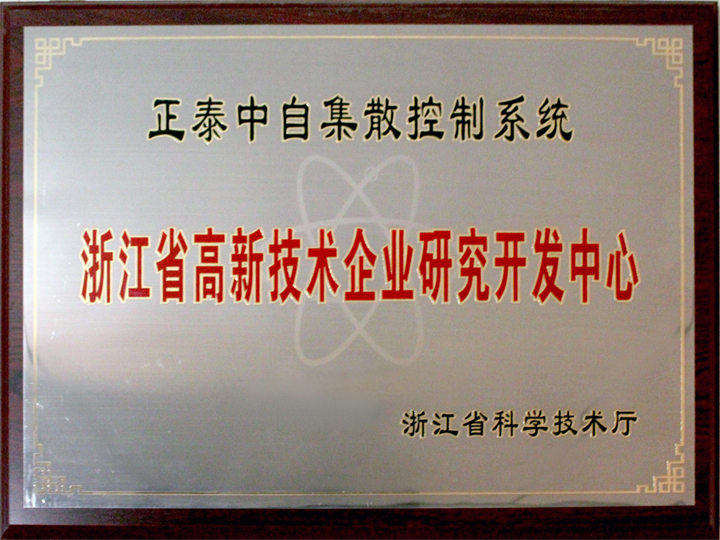 正泰中自集散控制系统
浙江省高新技术企业研究开发中心
浙江省科学技术厅